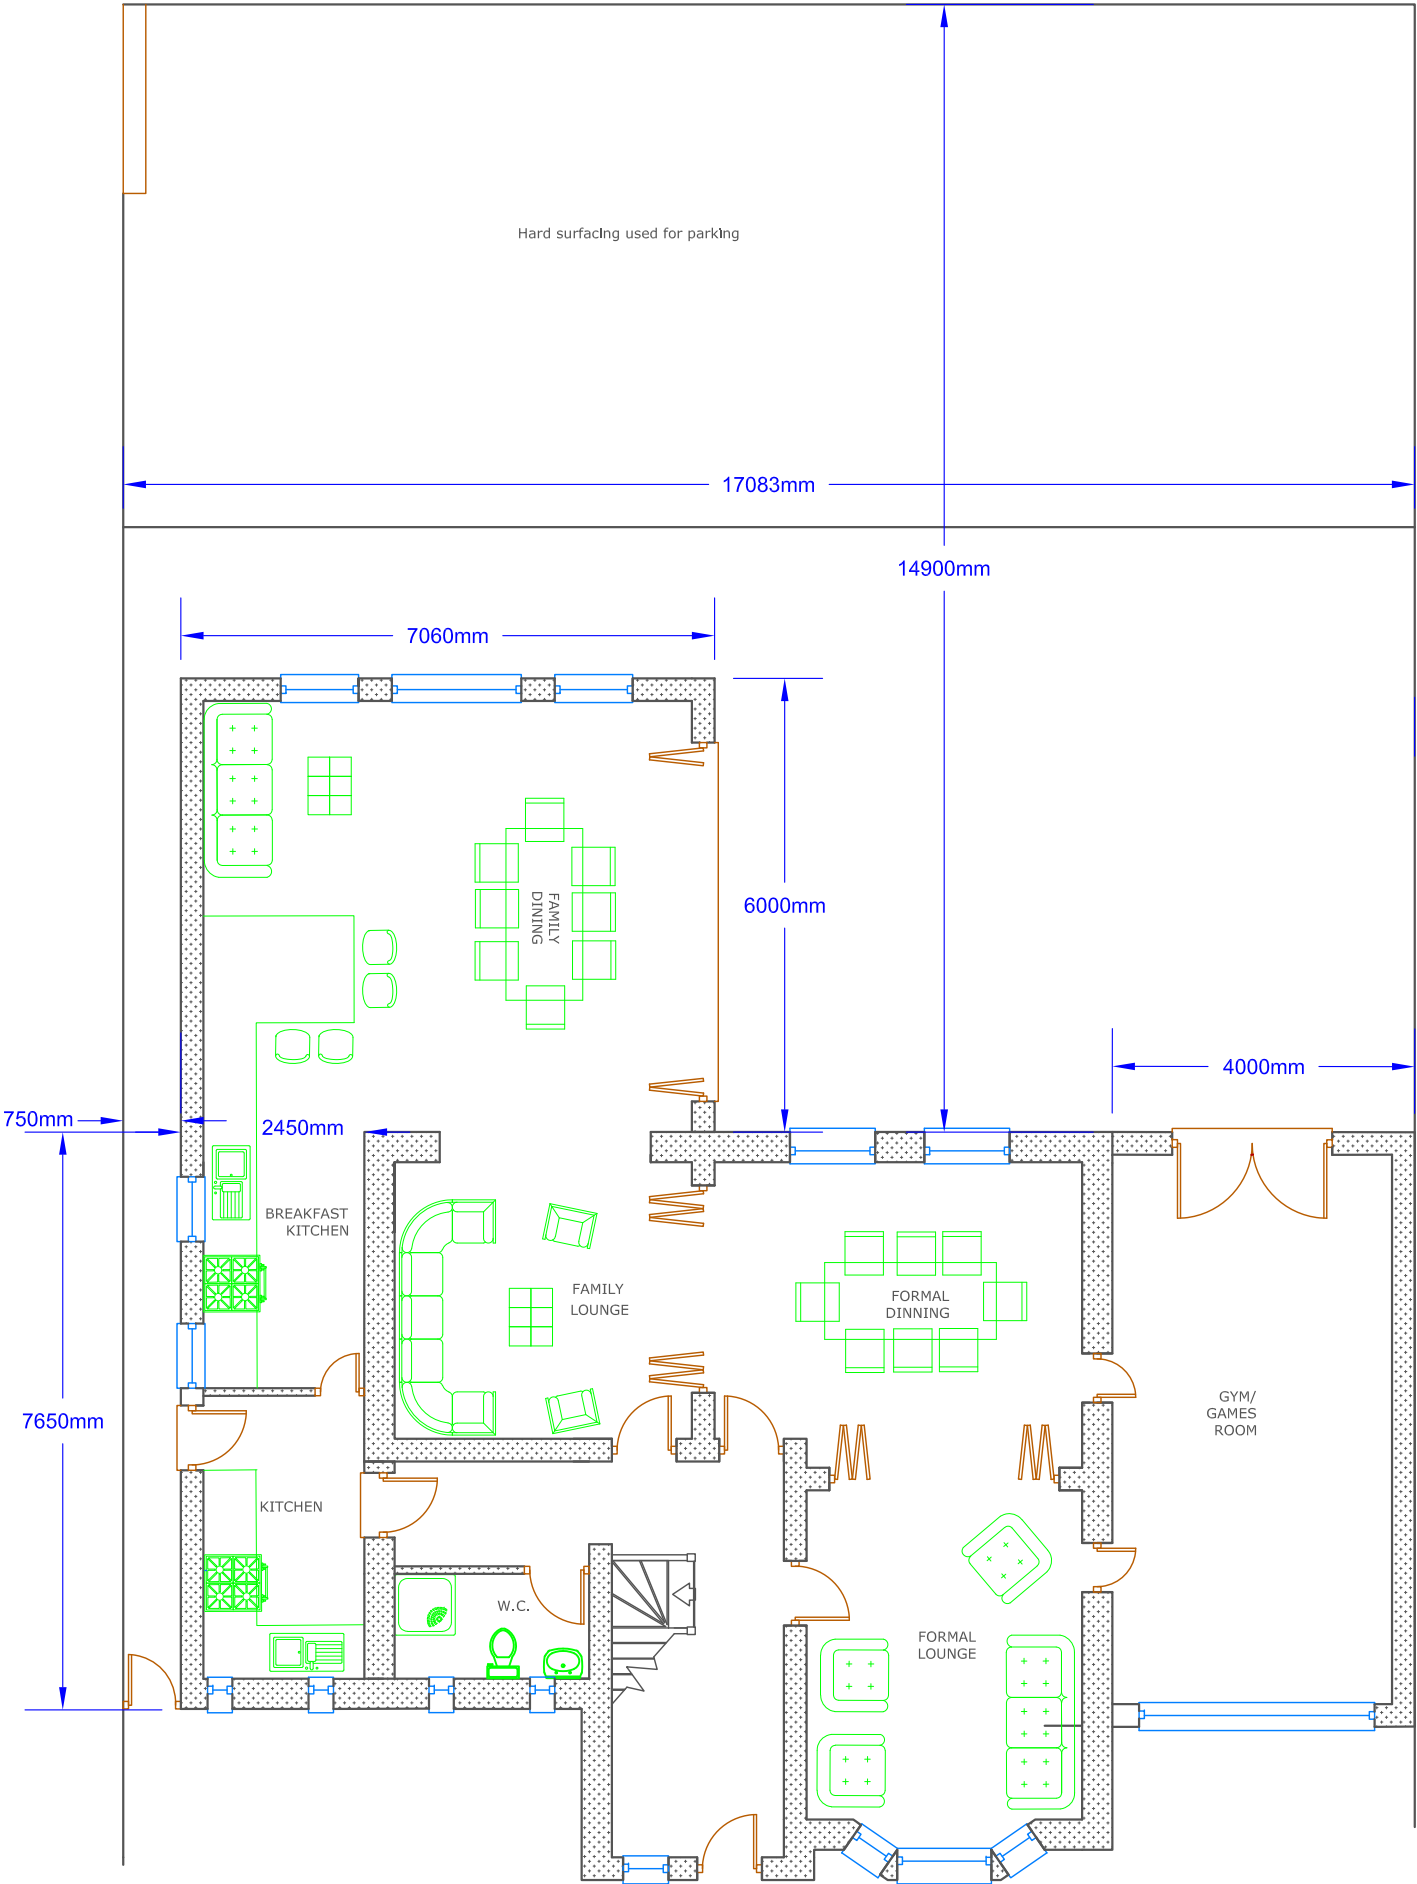 Hard surfacing used for parking
17083mm
14900mm
7060mm
6000mm
FAMILY
DINING
4000mm
750mm
2450mm
BREAKFAST
KITCHEN
FAMILY
LOUNGE
FORMAL
DINNING
GYM/
GAMES
ROOM
7650mm
KITCHEN
W.C.
FORMAL
LOUNGE